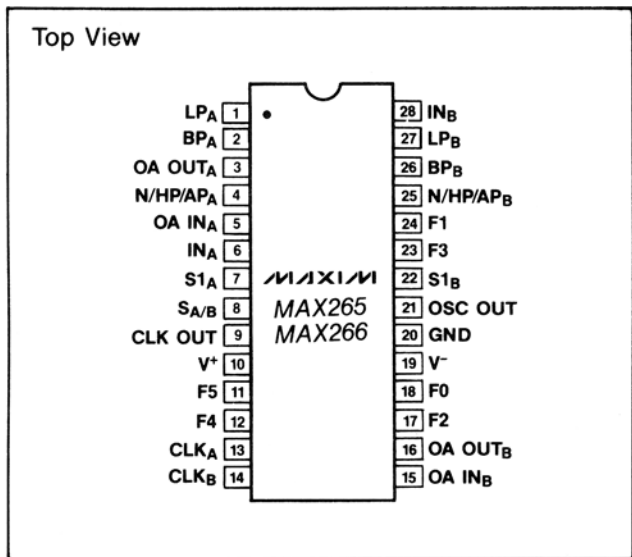 Top View
LPA 1
BPA 2
OA OUTA 3
N/HP/APA 4
OA INA 5
INA 6
S1A 7
SA/B 8
CLK OUT 9
V+ 10
F5 11
F4 12
CLKA 13
CLKB 14
MAXIM
MAX265
MAX266
28 INB
27 LPB
26 BPB
25 N/HP/APB
24 F1
23 F3
22 S1B
21 OSC OUT
20 GND
19 V-
18 F0
17 F2
16 OA OUTB
15 OA INB